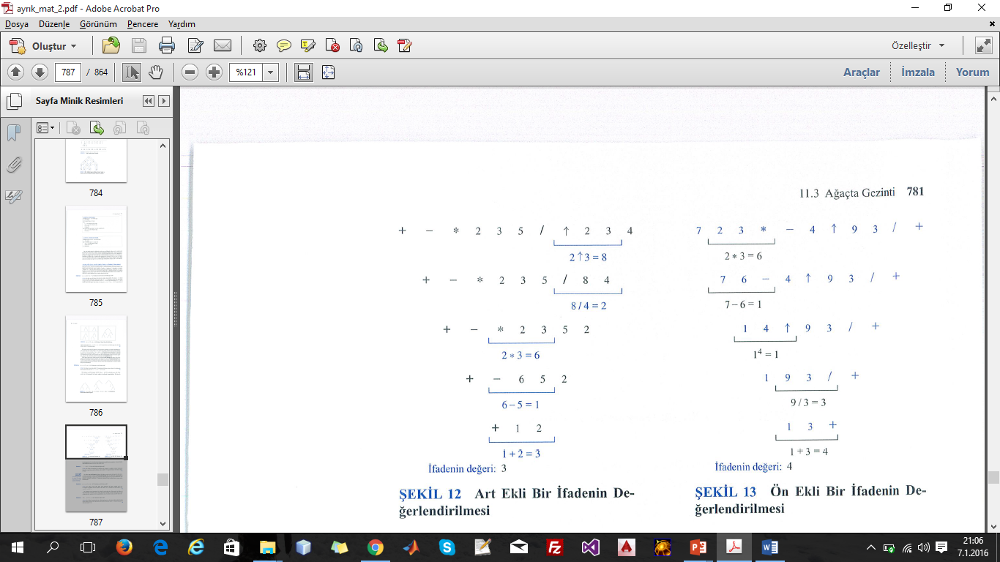 ayrık_mat_2.pdf - Adobe Acrobat Pro
Dosya Düzenle Görünüm Pencere Yardım
Oluştur
Özelleştir
787 / 864
%121
Araçlar İmzala Yorum
Sayfa Minik Resimleri
784
785
786
787
11.3 Ağaçta Gezinti 781
+ − * 2 3 5 / ↑ 2 3 4
2 ↑ 3 = 8
+ − * 2 3 5 / 8 4
8 / 4 = 2
+ − * 2 3 5 2
2 * 3 = 6
+ − 6 5 2
6 − 5 = 1
+ 1 2
1 + 2 = 3
İfadenin değeri: 3
ŞEKİL 12 Art Ekli Bir İfadenin De-
ğerlendirilmesi
7 2 3 * − 4 ↑ 9 3 / +
2 * 3 = 6
7 6 − 4 ↑ 9 3 / +
7 − 6 = 1
1 4 ↑ 9 3 / +
1⁴ = 1
1 9 3 / +
9 / 3 = 3
1 3 +
1 + 3 = 4
İfadenin değeri: 4
ŞEKİL 13 Ön Ekli Bir İfadenin De-
ğerlendirilmesi
21:06
7.1.2016